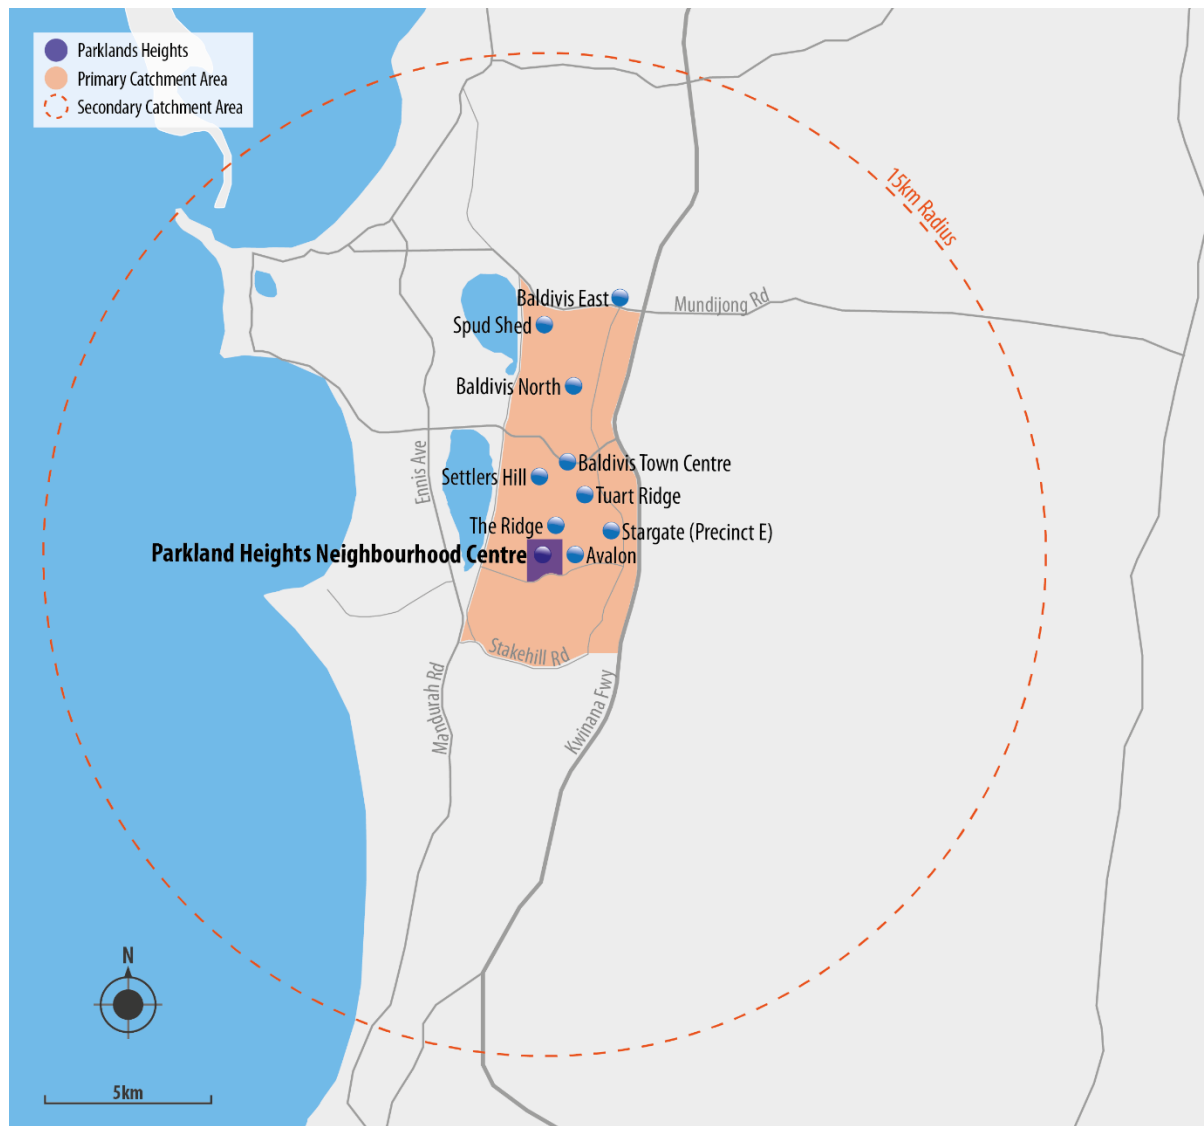 Parklands Heights
Primary Catchment Area
Secondary Catchment Area
15km Radius
Baldivis East
Mundijong Rd
Spud Shed
Baldivis North
Ennis Ave
Baldivis Town Centre
Settlers Hill
Tuart Ridge
The Ridge
Stargate (Precinct E)
Parkland Heights Neighbourhood Centre
Avalon
Stakehill Rd
Mandurah Rd
Kwinana Fwy
N
5km